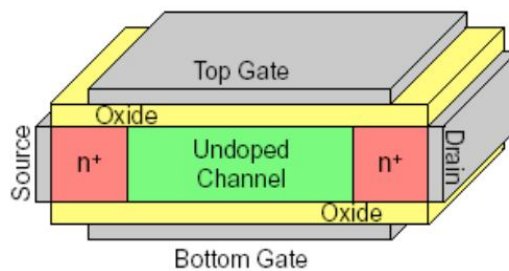 Top Gate
Oxide
Source
n+
Undoped
Channel
n+
Drain
Oxide
Bottom Gate